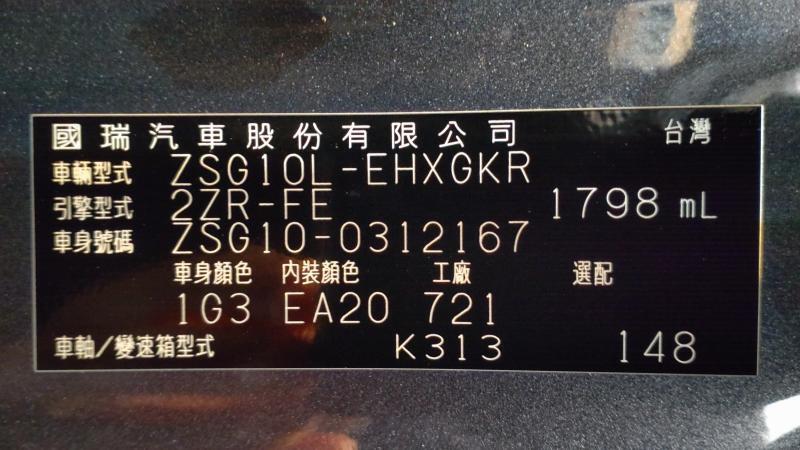 國瑞汽車股份有限公司 台灣
車輛型式 ZSG10L-EHXGKR
引擎型式 2ZR-FE 1798 mL
車身號碼 ZSG10-0312167
車身顏色 內裝顏色 工廠 選配
1G3 EA20 721
車軸/變速箱型式 K313 148